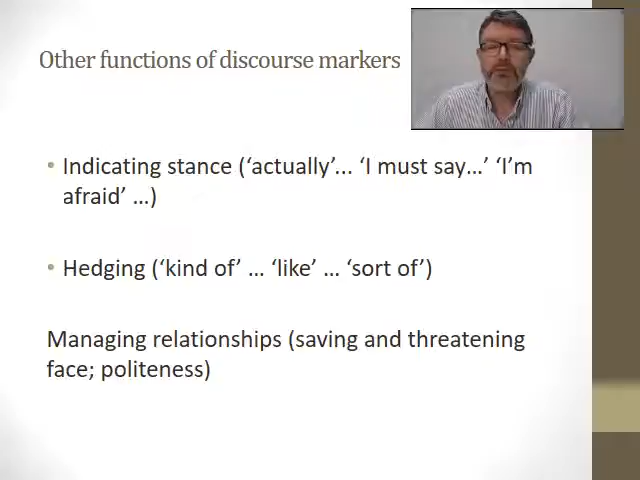 Other functions of discourse markers
• Indicating stance (‘actually’... ‘I must say…’ ‘I’m
afraid’ …)
• Hedging (‘kind of’ … ‘like’ … ‘sort of’)
Managing relationships (saving and threatening
face; politeness)